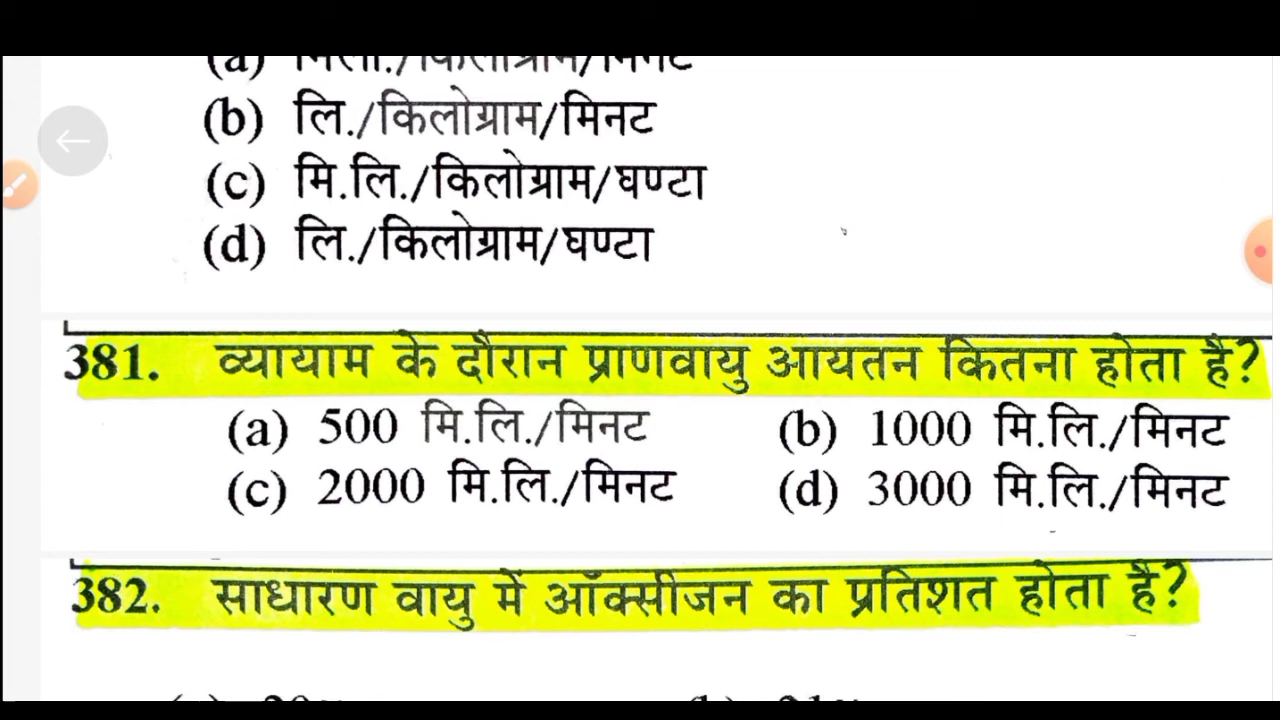 (b) लि./किलोग्राम/मिनट
(c) मि.लि./किलोग्राम/घण्टा
(d) लि./किलोग्राम/घण्टा
381. व्यायाम के दौरान प्राणवायु आयतन कितना होता है?
(a) 500 मि.लि./मिनट (b) 1000 मि.लि./मिनट
(c) 2000 मि.लि./मिनट (d) 3000 मि.लि./मिनट
382. साधारण वायु में ऑक्सीजन का प्रतिशत होता है?